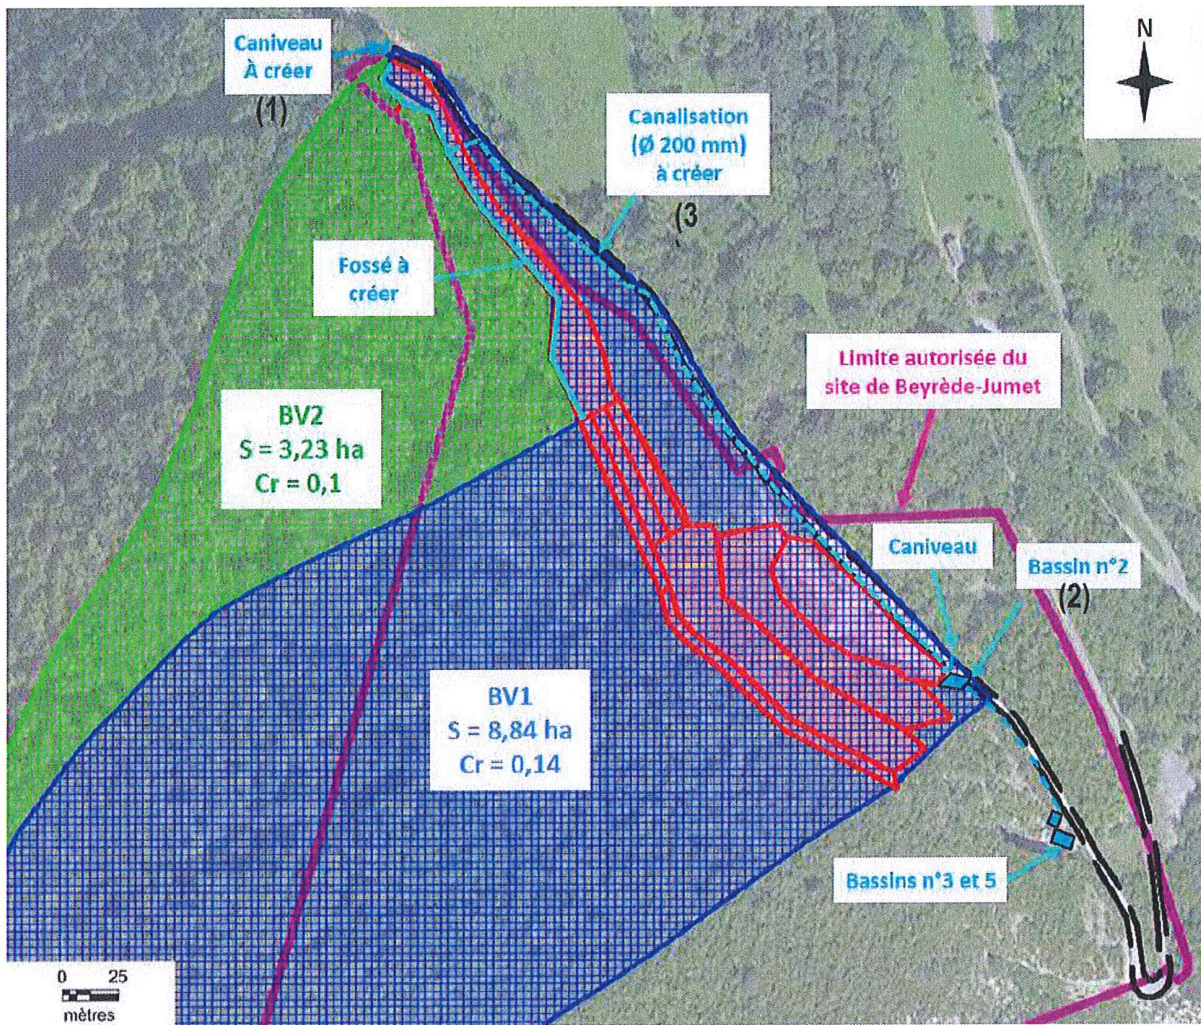 Caniveau
À créer
(1)
N
Canalisation
(Ø 200 mm)
à créer
(3
Fossé à
créer
Limite autorisée du
site de Beyrède-Jumet
BV2
S = 3,23 ha
Cr = 0,1
Caniveau
Bassin n°2
(2)
BV1
S = 8,84 ha
Cr = 0,14
Bassins n°3 et 5
0 25
mètres